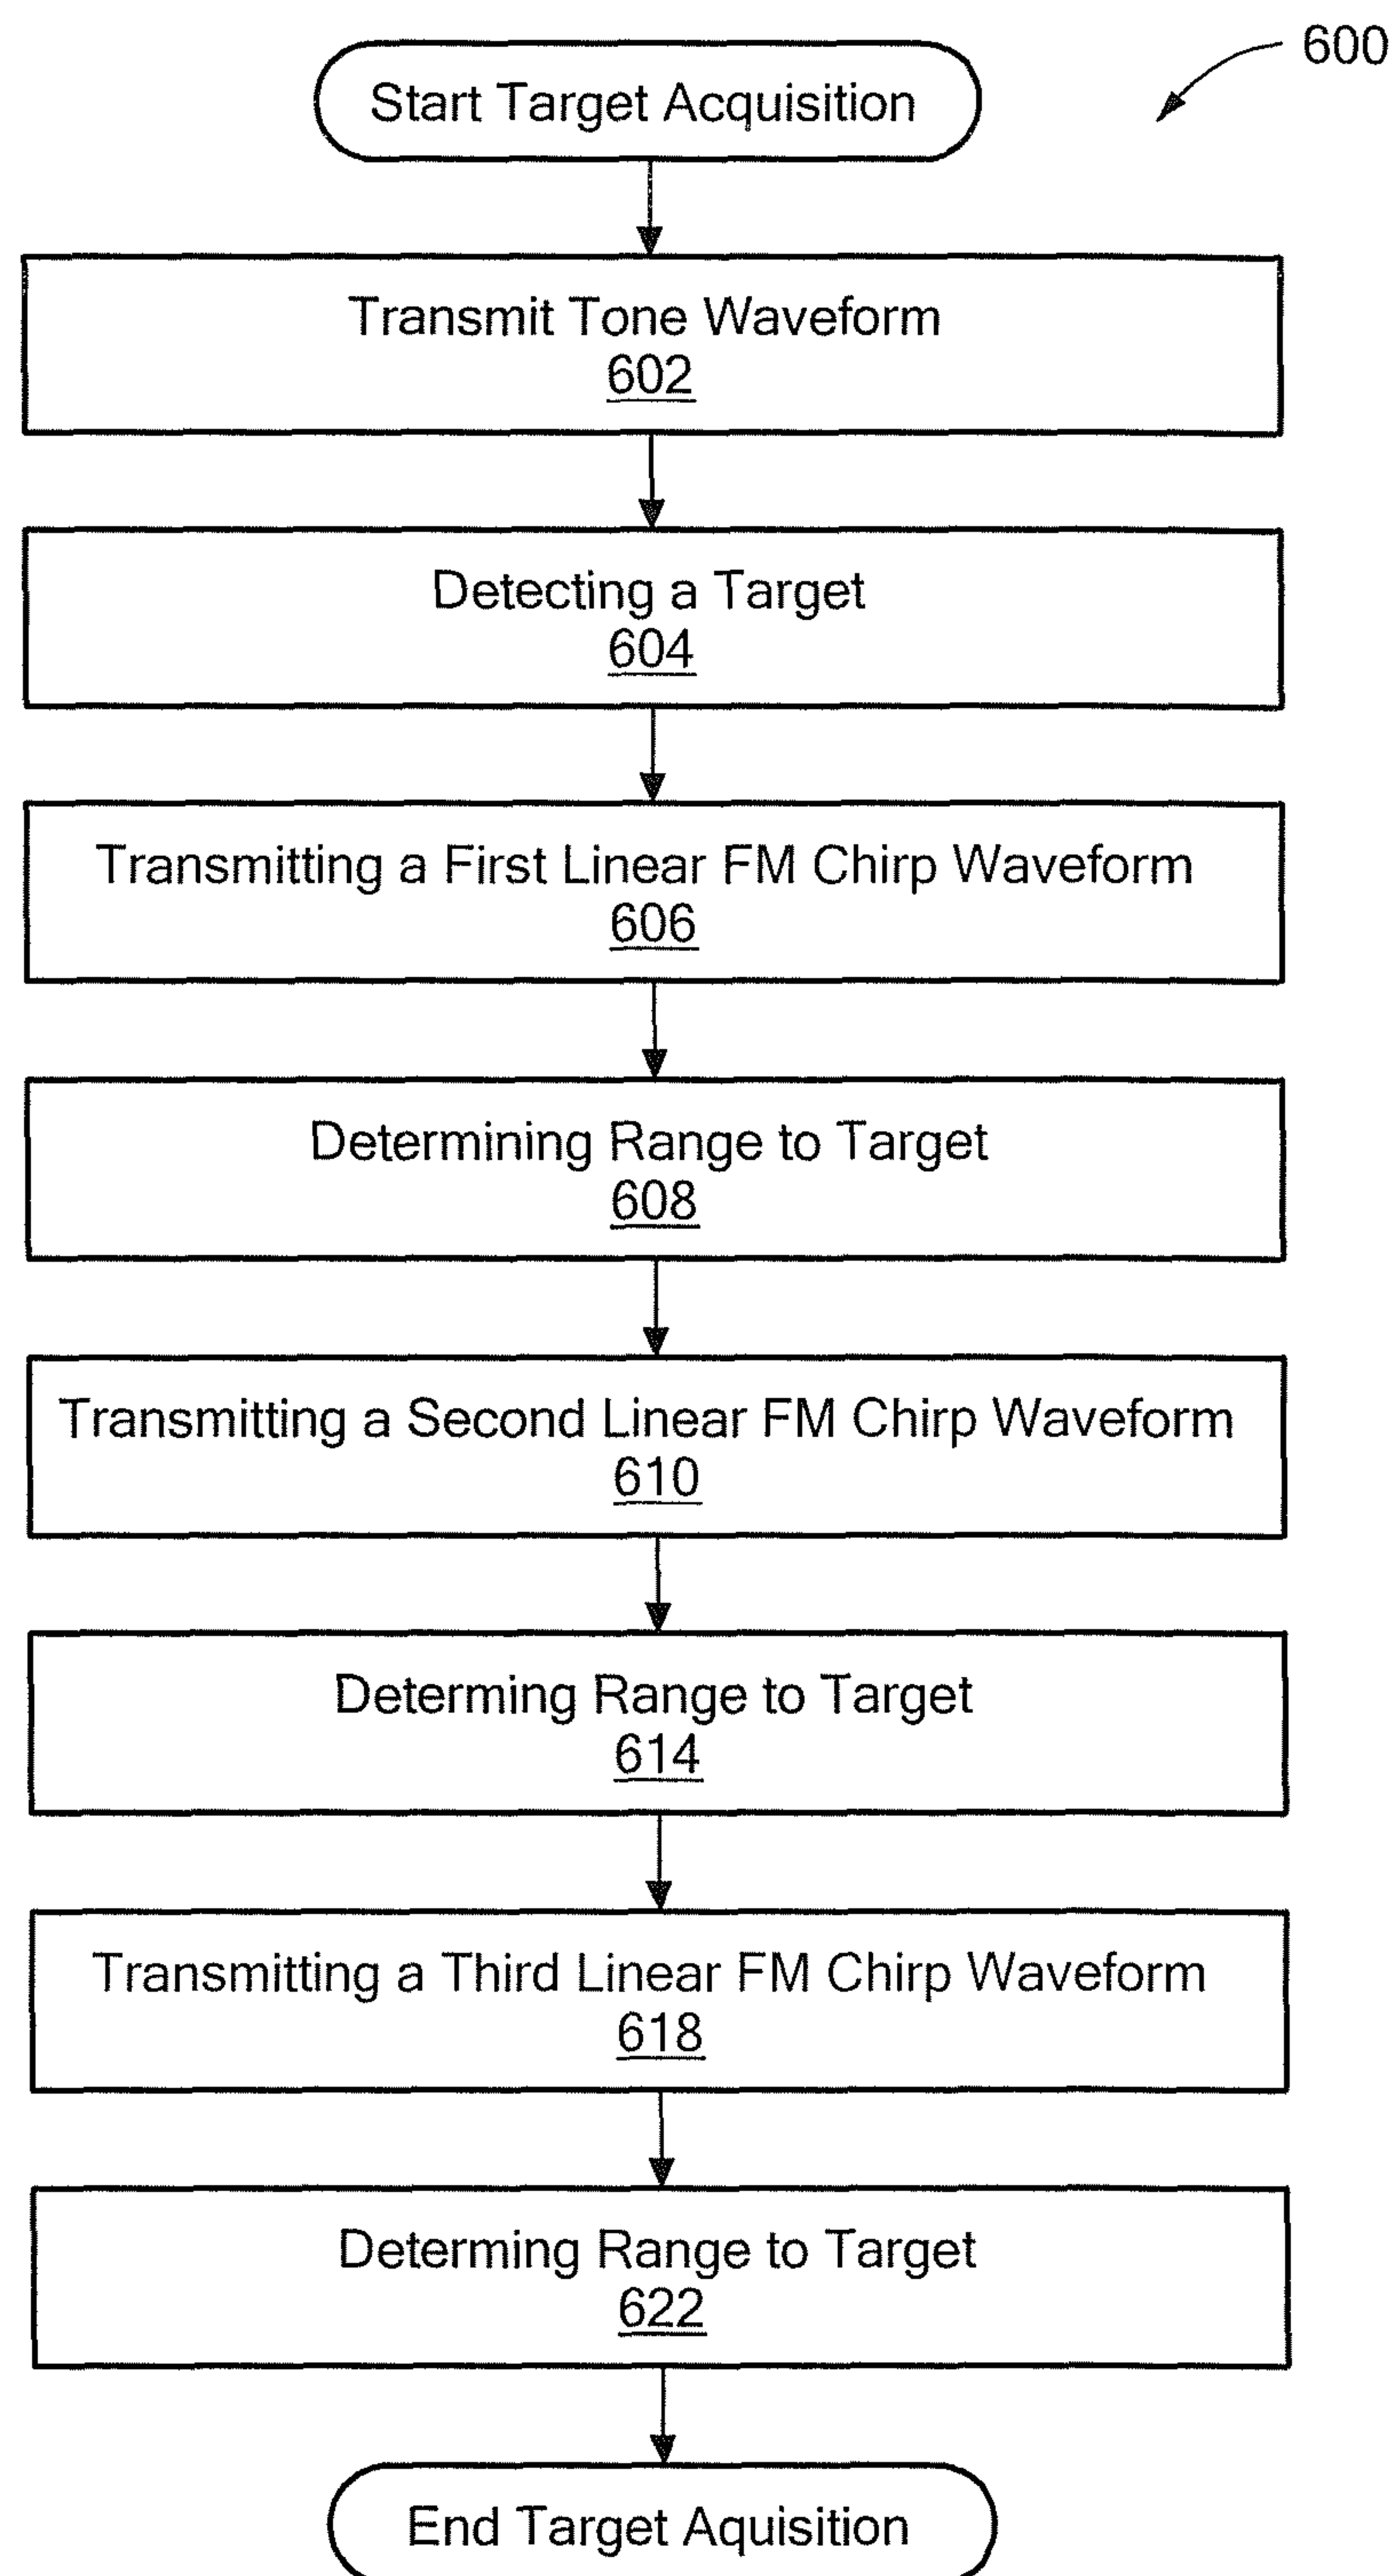 600
Start Target Acquisition
Transmit Tone Waveform
602
Detecting a Target
604
Transmitting a First Linear FM Chirp Waveform
606
Determining Range to Target
608
Transmitting a Second Linear FM Chirp Waveform
610
Determing Range to Target
614
Transmitting a Third Linear FM Chirp Waveform
618
Determing Range to Target
622
End Target Aquisition